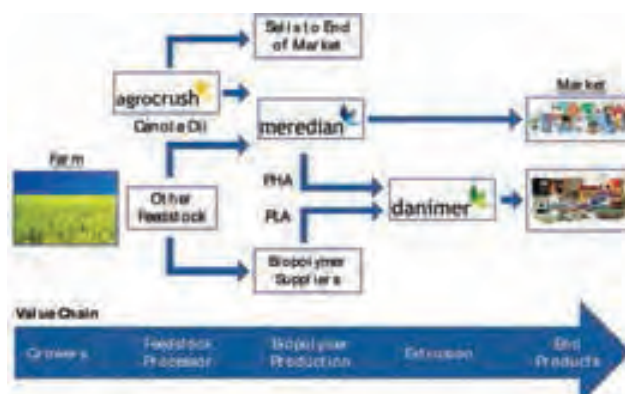 Sells to End
of Market
Market
agrocrush
Canola Oil
meredian
Farm
Other
Feedstock
PHA
PLA
danimer
Biopolymer
Suppliers
Value Chain
Growers
Feedstock
Processor
Biopolymer
Production
Extrusion
End
Products